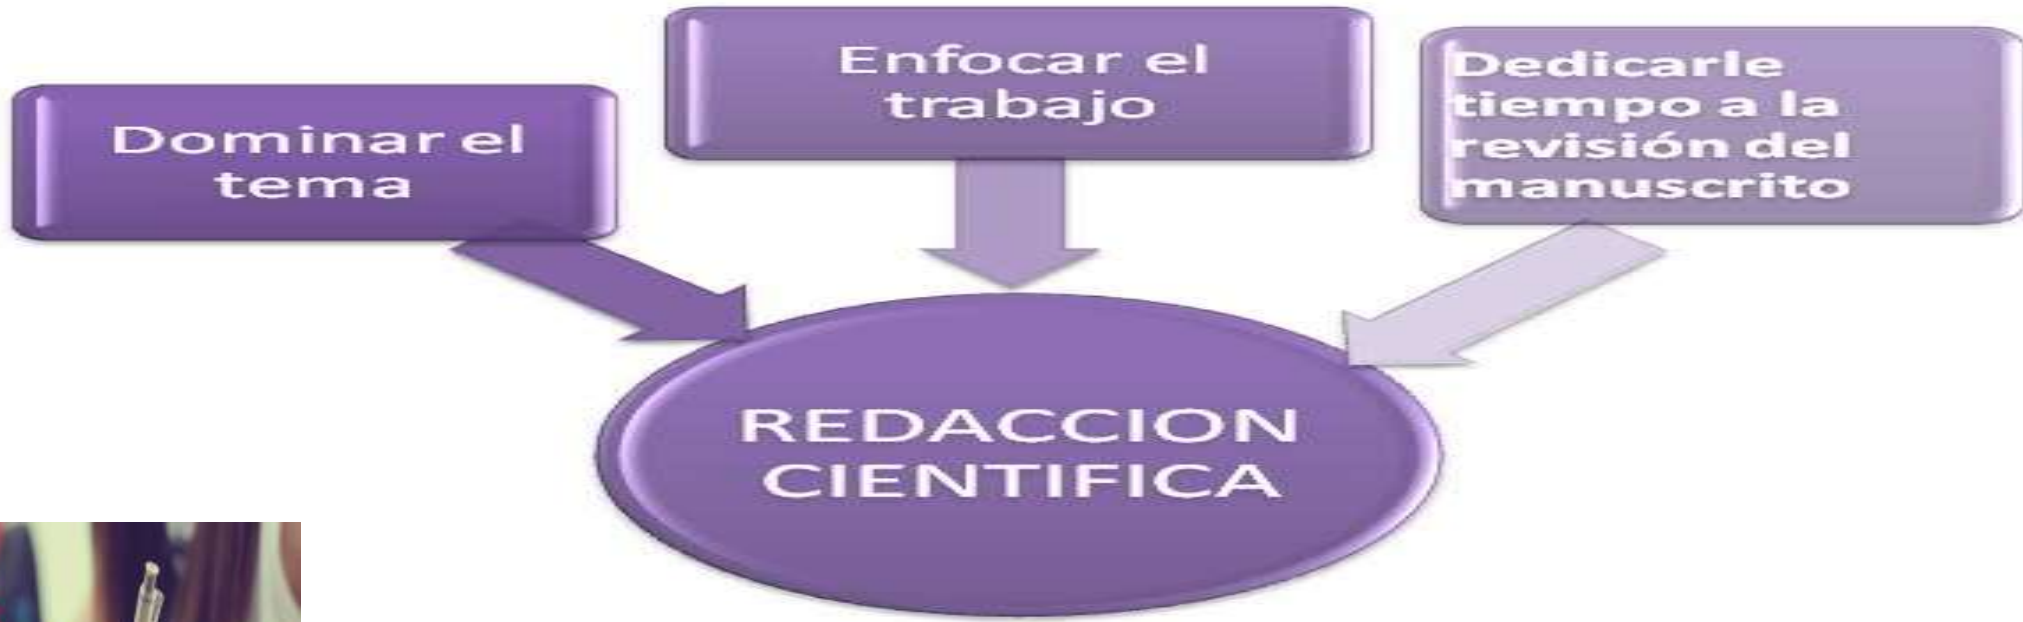 Dominar el
tema
Enfocar el
trabajo
Dedicarle
tiempo a la
revisión del
manuscrito
REDACCION
CIENTIFICA